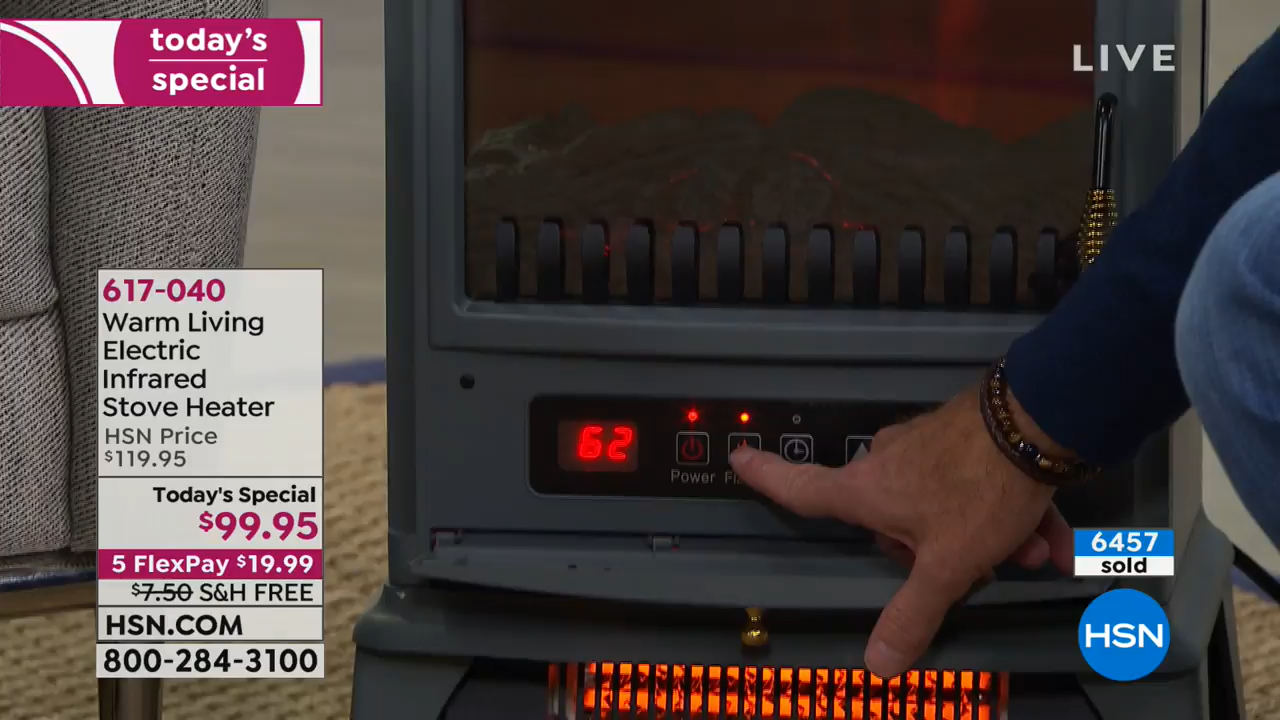 today's
special
LIVE
617-040
Warm Living
Electric
Infrared
Stove Heater
HSN Price
$119.95
Today's Special
$99.95
5 FlexPay $19.99
$7.50 S&H FREE
HSN.COM
800-284-3100
62
Power
6457
sold
HSN